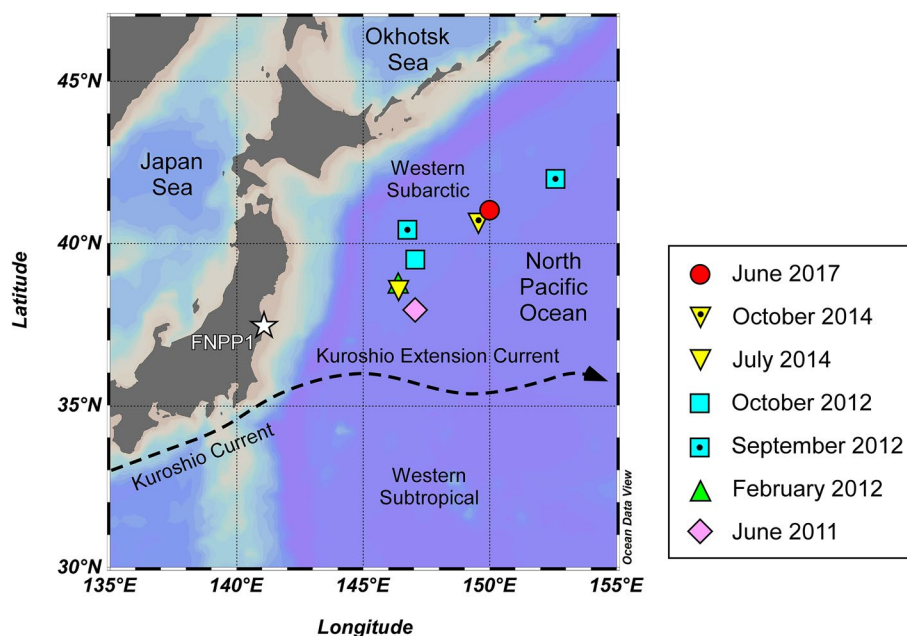 Okhotsk
Sea
45°N
Japan
Sea
Western
Subarctic
40°N
North
Pacific
Ocean
FNPP1
Kuroshio Extension Current
35°N
Kuroshio Current
Western
Subtropical
30°N
135°E
140°E
145°E
150°E
155°E
Latitude
Longitude
Ocean Data View
June 2017
October 2014
July 2014
October 2012
September 2012
February 2012
June 2011